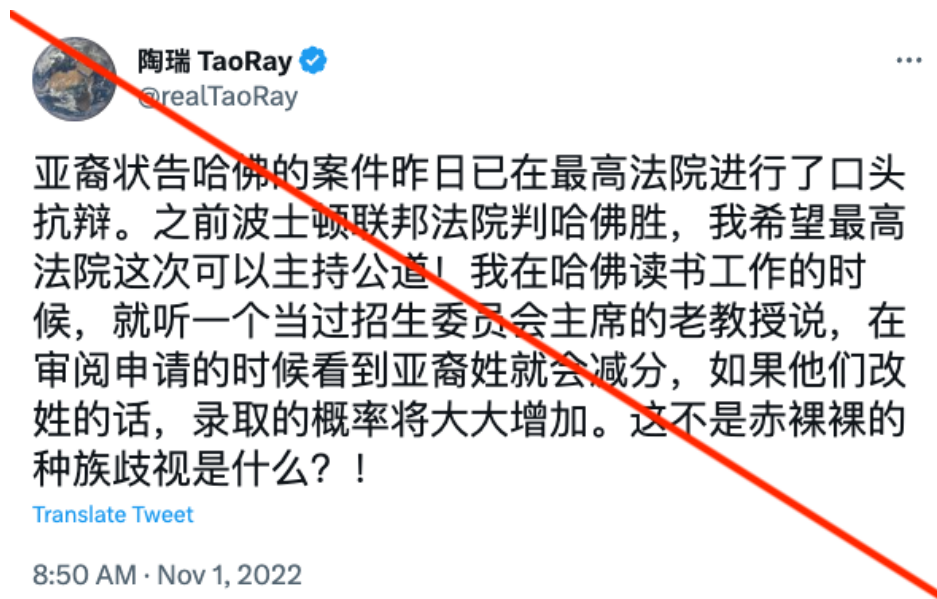 陶瑞 TaoRay
@realTaoRay
亚裔状告哈佛的案件昨日已在最高法院进行了口头
抗辩。之前波士顿联邦法院判哈佛胜，我希望最高
法院这次可以主持公道！我在哈佛读书工作的时
候，就听一个当过招生委员会主席的老教授说，在
审阅申请的时候看到亚裔姓就会减分，如果他们改
姓的话，录取的概率将大大增加。这不是赤裸裸的
种族歧视是什么？！
Translate Tweet
8:50 AM · Nov 1, 2022